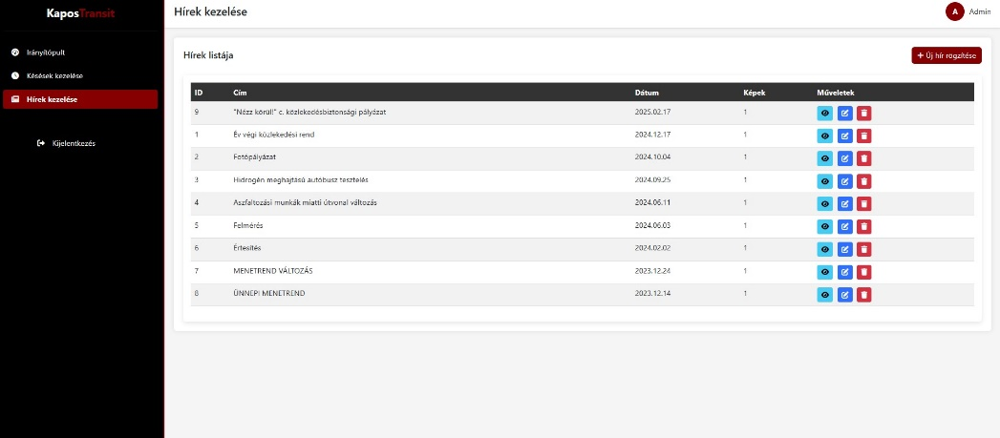 KaposTransit
Hírek kezelése
A Admin
Irányítópult
Késések kezelése
Hírek kezelése
Kijelentkezés
Hírek listája
+ Új hír rögzítése
ID Cím Dátum Képek Műveletek
9 "Nézz körül!" c. közlekedésbiztonsági pályázat 2025.02.17 1
1 Év végi közlekedési rend 2024.12.17 1
2 Fotópályázat 2024.10.04 1
3 Hidrogén meghajtású autóbusz tesztelés 2024.09.25 1
4 Aszfaltozási munkák miatti útvonal változás 2024.06.11 1
5 Felmérés 2024.06.03 1
6 Értesítés 2024.02.02 1
7 MENETREND VÁLTOZÁS 2023.12.24 1
8 ÜNNEPI MENETREND 2023.12.14 1